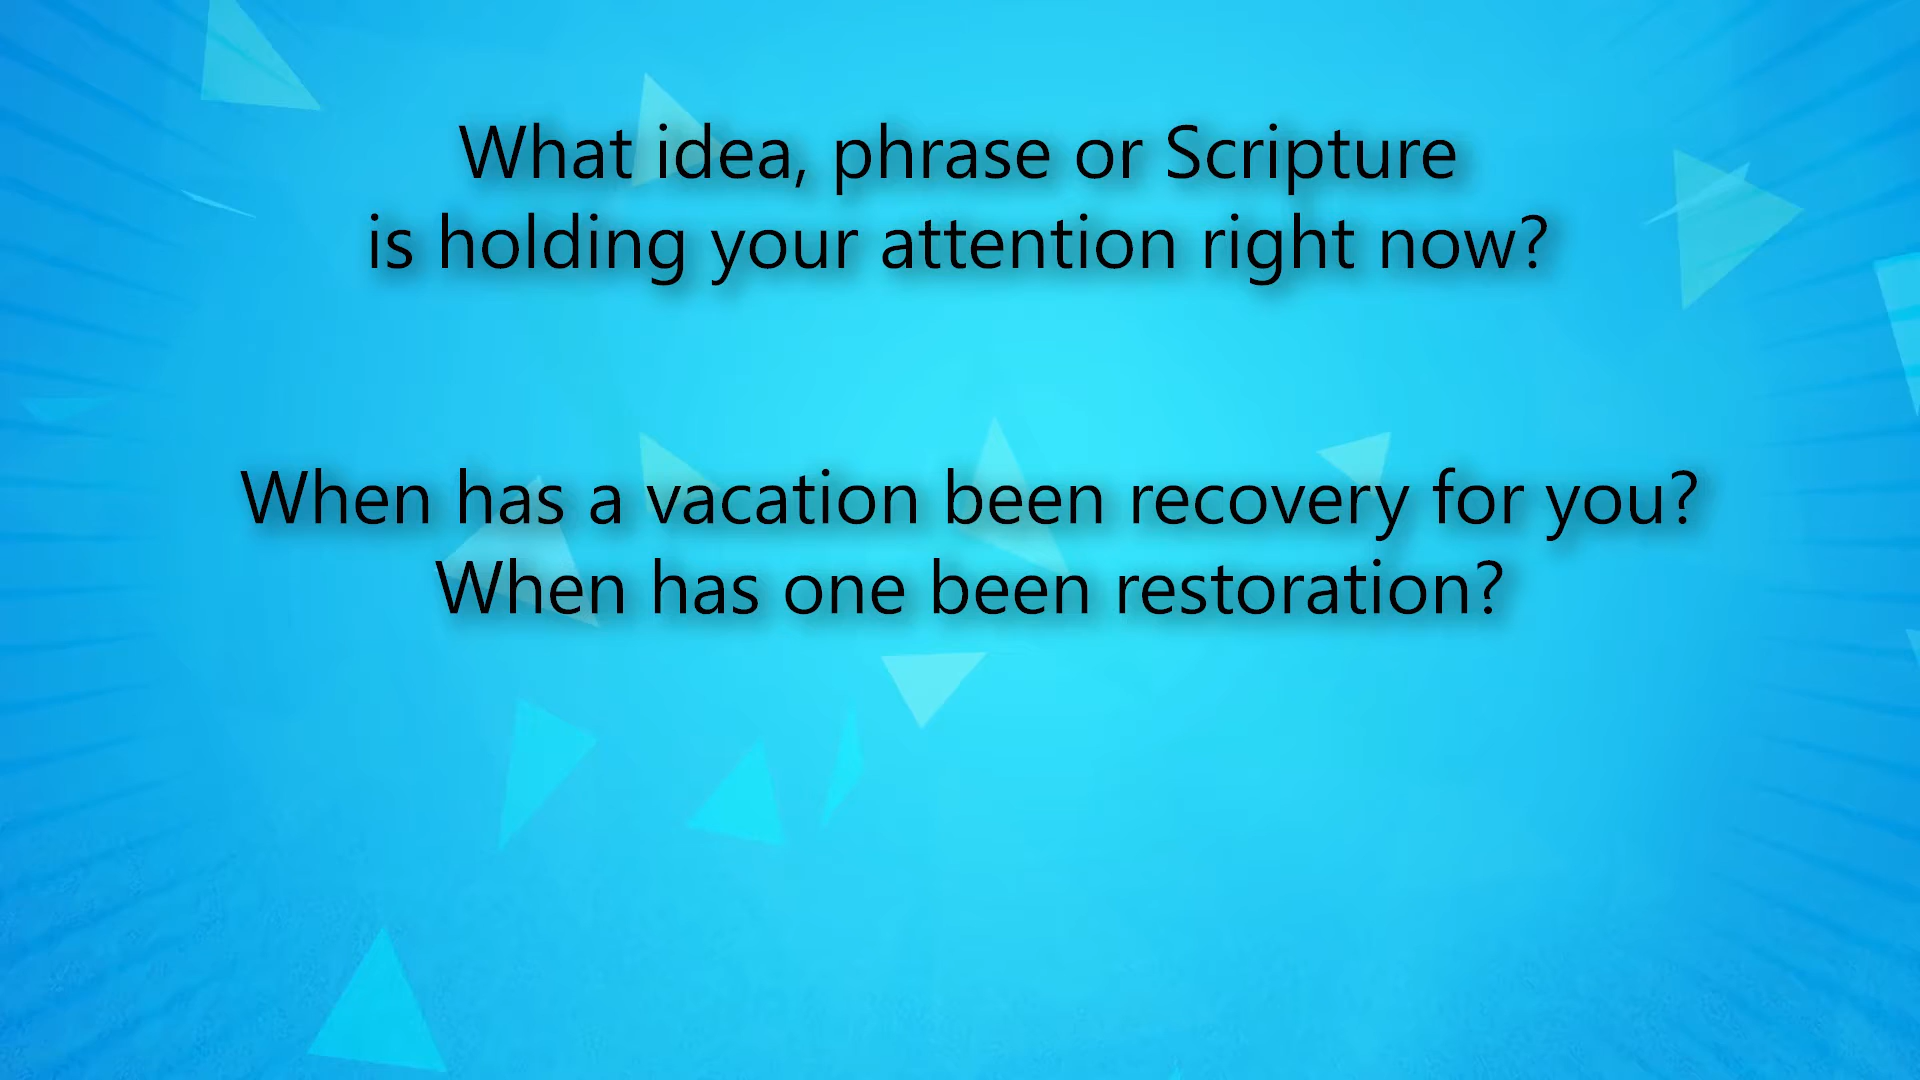 What idea, phrase or Scripture
is holding your attention right now?
When has a vacation been recovery for you?
When has one been restoration?